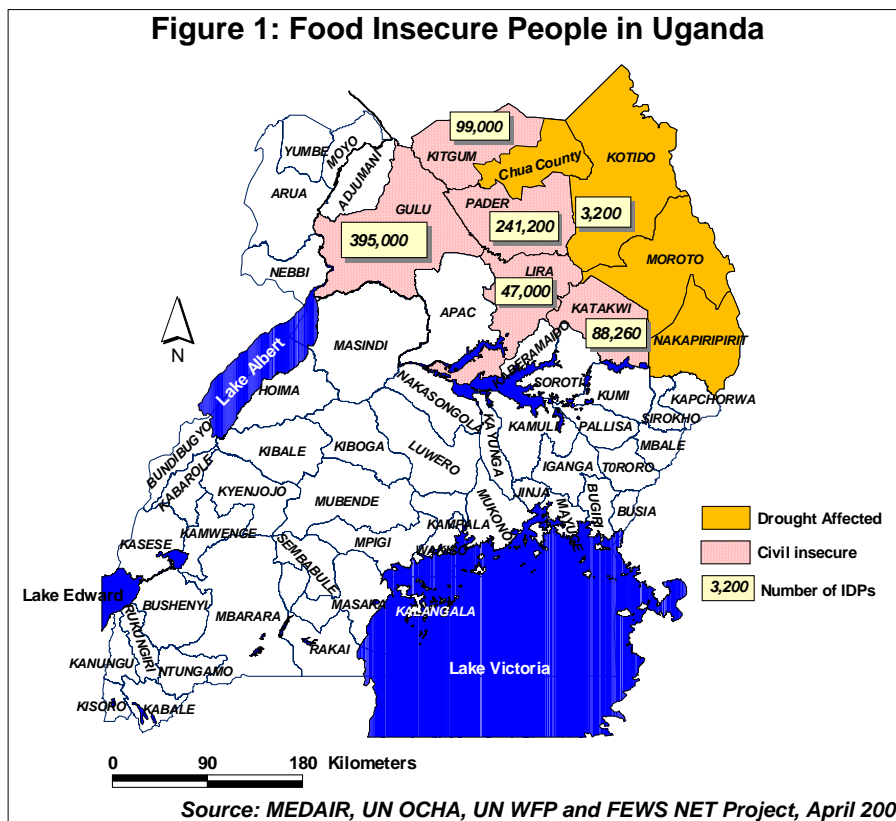 Figure 1: Food Insecure People in Uganda
99,000
YUMBE
MOYO
KITGUM
Chua County
KOTIDO
ADJUMANI
ARUA
GULU
PADER
395,000
241,200
3,200
NEBBI
LIRA
MOROTO
47,000
KATAKWI
APAC
88,260
NAKAPIRIPIRIT
N
MASINDI
KABERAMAIDO
Lake Albert
HOIMA
NAKASONGOLA
SOROTI
KUMI
KAPCHORWA
SIROKHO
BUNDIBUGYO
KIBALE
KIBOGA
LUWERO
KAYUNGA
KAMULI
PALLISA
MBALE
KABAROLE
KYENJOJO
MUBENDE
IGANGA
T0RORO
JINJA
BUGIRI
MUKONO
MAYUGE
BUSIA
KAMWENGE
KAMPALA
Drought Affected
KASESE
SEMBABULE
MPIGI
WAKISO
Civil insecure
Lake Edward
BUSHENYI
MBARARA
MASAKA
KALANGALA
3,200
Number of IDPs
RUKUNGIRI
RAKAI
Lake Victoria
KANUNGU
NTUNGAMO
KISORO
KABALE
0 90 180 Kilometers
Source: MEDAIR, UN OCHA, UN WFP and FEWS NET Project, April 200